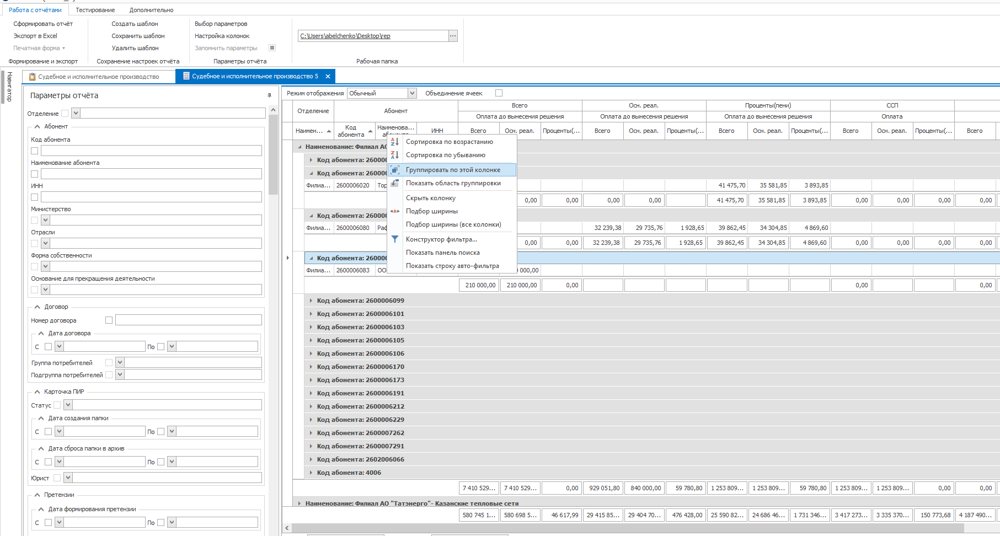 Работа с отчётами Тестирование Дополнительно
Сформировать отчёт Создать шаблон Выбор параметров
Экспорт в Excel Сохранить шаблон Настройка колонок C:\Users\abelchenko\Desktop\rep ...
Печатная форма Удалить шаблон Запомнить параметры
Формирование и экспорт Сохранение настроек отчёта Параметры отчёта Рабочая папка
Навигатор
Судебное и исполнительное производство Судебное и исполнительное производство 5
Параметры отчёта
Отделение
Абонент
Код абонента
Наименование абонента
ИНН
Министерство
Отрасли
Форма собственности
Основание для прекращения деятельности
Договор
Номер договора
Дата договора
С По
Группа потребителей
Подгруппа потребителей
Карточка ПИР
Статус
Дата создания папки
С По
Дата сброса папки в архив
С По
Юрист
Претензии
Дата формирования претензии
С По
Режим отображения Обычный Объединение ячеек
Отделение Абонент Всего Осн. реал. Проценты(пени) ССП
Оплата до вынесения решения Оплата до вынесения решения Оплата до вынесения решения Оплата
Наимен... Код абонента Наименова... ИНН Всего Осн. реал. Проценты(... Всего Осн. реал. Проценты(... Всего Осн. реал. Проценты(... Всего Осн. реал. Проценты(... Всего
Сортировка по возрастанию
Сортировка по убыванию
Группировать по этой колонке
Показать область группировки
Скрыть колонку
Подбор ширины
Подбор ширины (все колонки)
Конструктор фильтра...
Показать панель поиска
Показать строку авто-фильтра
Наименование: Филиал АО
Код абонента: 26000
Код абонента: 26000
Филиа... 2600006020 Тор 41 475,70 35 581,85 3 893,85
0,00 0,00 0,00 0,00 41 475,70 35 581,85 3 893,85 0,00 0,00 0,00 0,00
Код абонента: 26000
Филиа... 2600006080 Раф 32 239,38 29 735,76 1 928,65 39 862,45 34 304,85 4 869,60
0,00 0,00 32 239,38 29 735,76 1 928,65 39 862,45 34 304,85 4 869,60 0,00 0,00 0,00 0,00
Код абонента: 26000
Филиа... 2600006083 ОО 000,00
210 000,00 210 000,00 0,00 0,00 0,00
Код абонента: 2600006099
Код абонента: 2600006101
Код абонента: 2600006103
Код абонента: 2600006105
Код абонента: 2600006106
Код абонента: 2600006170
Код абонента: 2600006173
Код абонента: 2600006191
Код абонента: 2600006212
Код абонента: 2600006229
Код абонента: 2600007262
Код абонента: 2600007291
Код абонента: 2602006066
Код абонента: 4006
7 410 529... 7 410 529... 0,00 929 051,80 840 000,00 59 780,80 1 253 809... 1 253 809... 59 780,80 1 253 809... 1 253 809... 0,00 0,00
Наименование: Филиал АО "Татэнерго"- Казанские тепловые сети
580 745 1... 580 698 5... 46 617,99 29 415 85... 29 404 70... 476 428,00 25 590 82... 24 686 46... 1 731 346... 3 417 273... 3 335 370... 150 773,68 4 187 490...